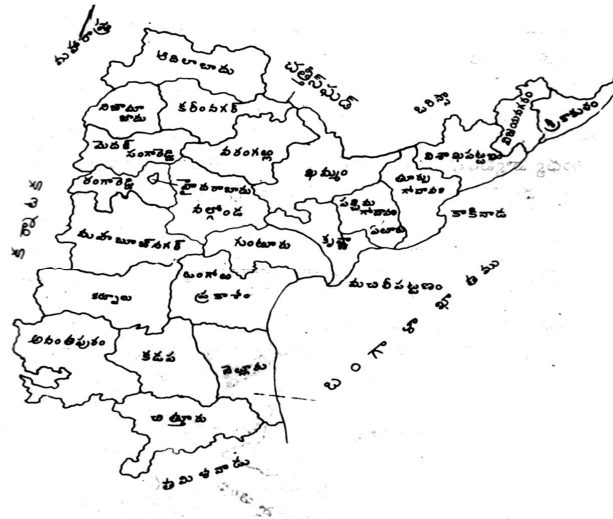 మహారాష్ట్ర
ఆదిలాబాదు
ఛత్తీస్‌ఘడ్
ఒరిస్సా
నిజామా
బాదు
కరీంనగర్
విజయనగరం
శ్రీకాకుళం
మెదక్
సంగారెడ్డి
వరంగల్లు
ఖమ్మం
విశాఖపట్టణం
రంగారెడ్డి
హైదరాబాదు
తూర్పు
గోదావరి
పశ్చిమ
గోదావరి
ఏలూరు
కాకినాడ
నల్గొండ
కర్ణాటక
మహబూబ్‌నగర్
గుంటూరు
కృష్ణా
మచిలీపట్టణం
ఒంగోలు
ప్రకాశం
కర్నూలు
అనంతపురం
కడప
నెల్లూరు
బంగాళాఖాతము
చిత్తూరు
తమిళనాడు